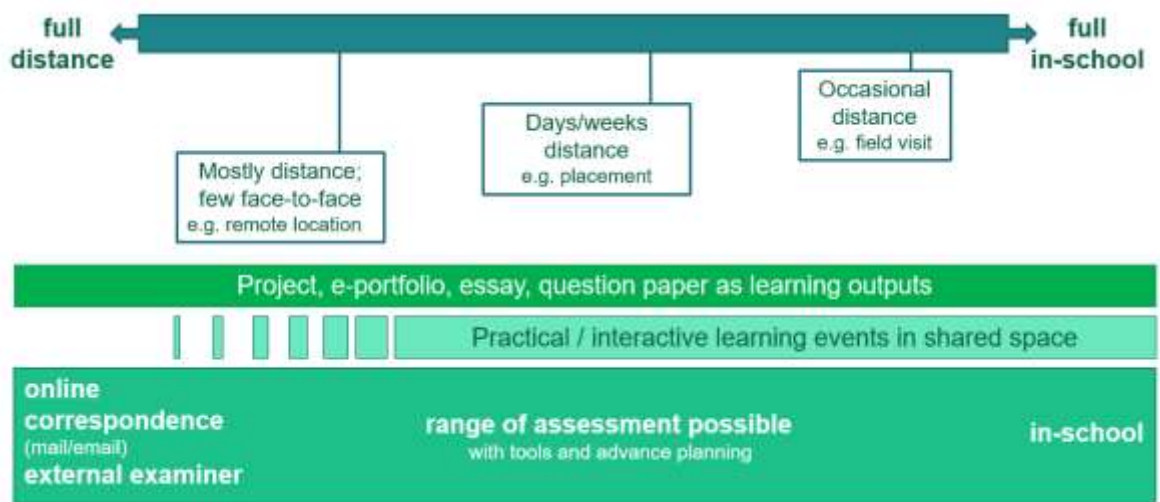 full
distance
full
in-school
Mostly distance;
few face-to-face
e.g. remote location
Days/weeks
distance
e.g. placement
Occasional
distance
e.g. field visit
Project, e-portfolio, essay, question paper as learning outputs
Practical / interactive learning events in shared space
online
correspondence
(mail/email)
external examiner
range of assessment possible
with tools and advance planning
in-school